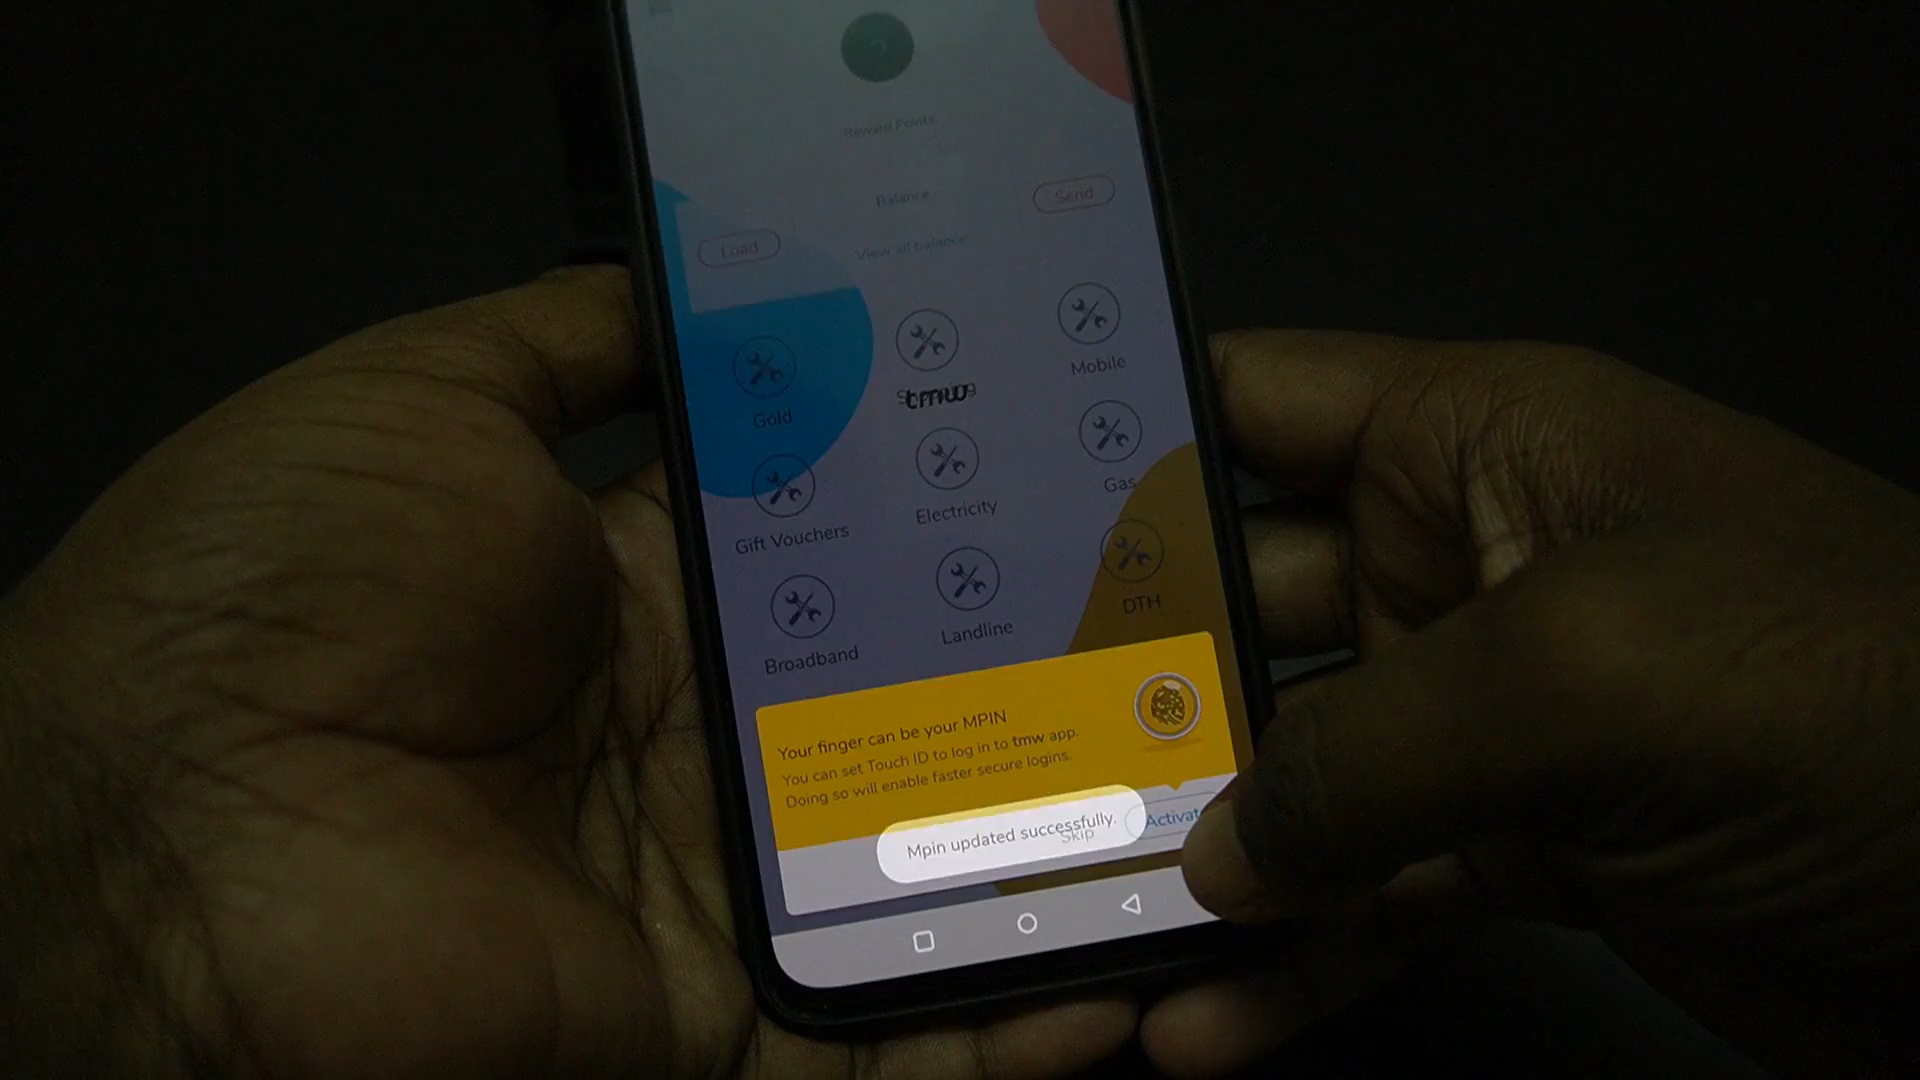 Reward Points
Balance
Send
Load
View all balance
Gold
tmw
Mobile
Gift Vouchers
Electricity
Gas
Broadband
Landline
DTH
Your finger can be your MPIN
You can set Touch ID to log in to tmw app.
Doing so will enable faster secure logins.
Mpin updated successfully.
Skip
Activate